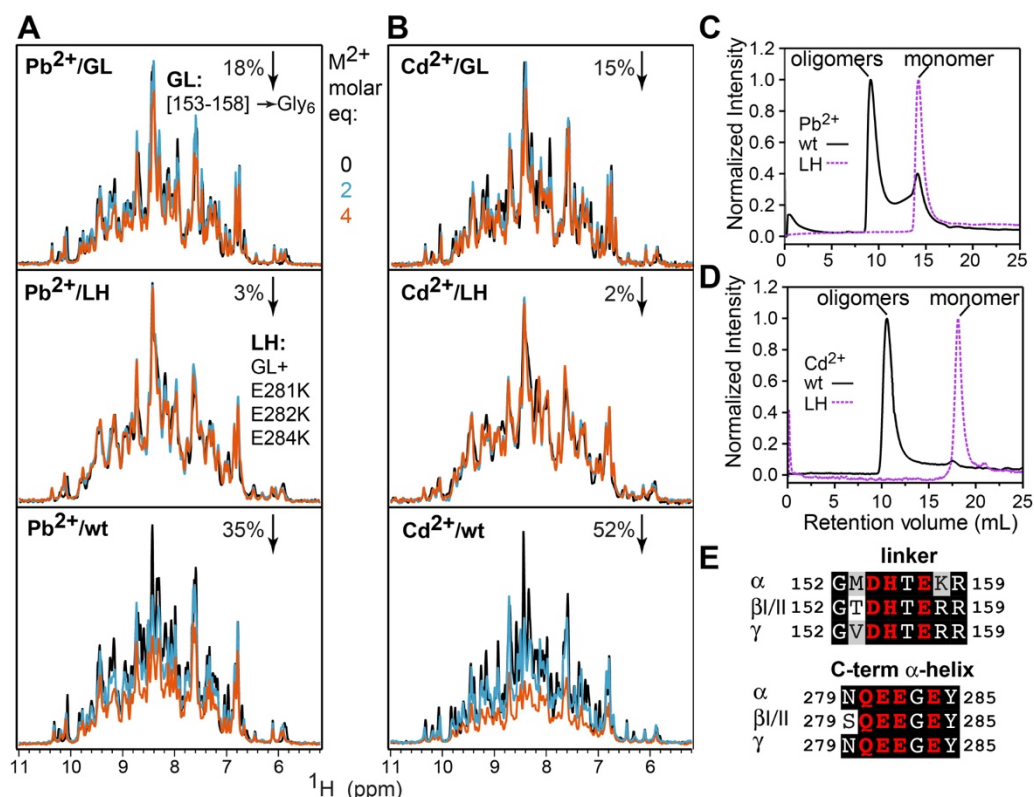 A
Pb2+/GL
18%
GL:
[153-158] →Gly6
M2+
molar
eq:
0
2
4
Pb2+/LH
3%
LH:
GL+
E281K
E282K
E284K
Pb2+/wt
35%
11 10 9 8 7 6
B
Cd2+/GL
15%
Cd2+/LH
2%
Cd2+/wt
52%
11 10 9 8 7 6
1H (ppm)
C
oligomers monomer
Pb2+
wt
LH
Normalized Intensity
1.2
1.0
0.8
0.6
0.4
0.2
0.0
0 5 10 15 20 25
D
oligomers monomer
Cd2+
wt
LH
Normalized Intensity
1.2
1.0
0.8
0.6
0.4
0.2
0.0
0 5 10 15 20 25
Retention volume (mL)
E
linker
α 152 GMDHTEKR 159
βI/II 152 GTDHTERR 159
γ 152 GVDHTERR 159
C-term α-helix
α 279 NQEEGEY 285
βI/II 279 SQEEGEY 285
γ 279 NQEEGEY 285